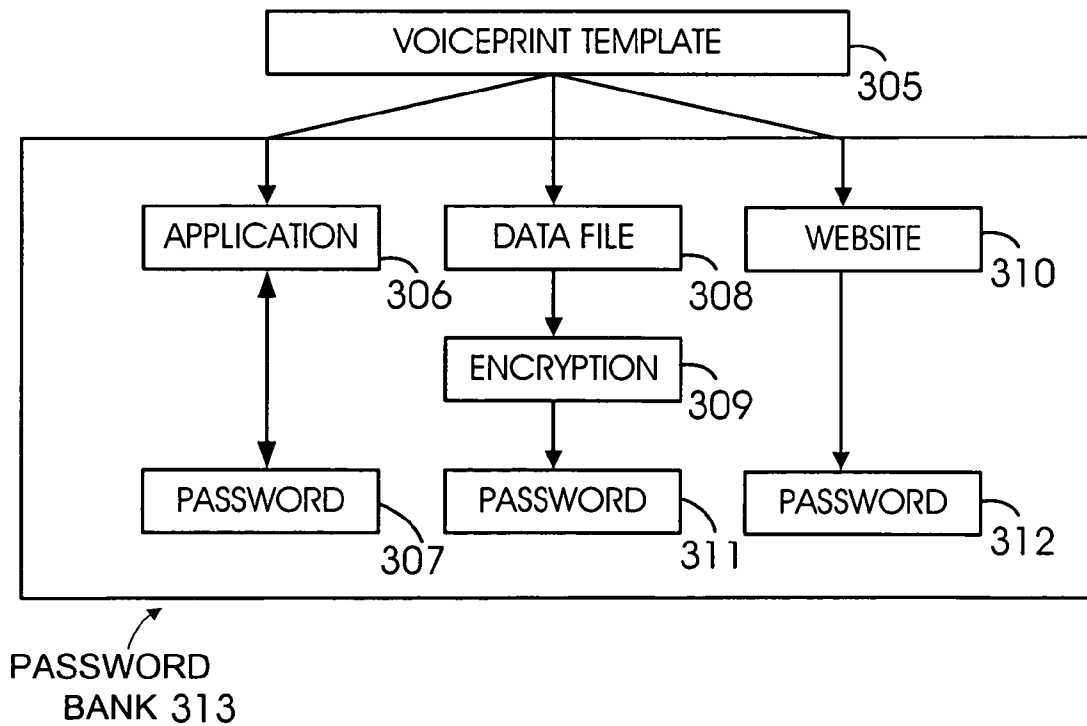 VOICEPRINT TEMPLATE
305
APPLICATION
306
DATA FILE
308
WEBSITE
310
ENCRYPTION
309
PASSWORD
307
PASSWORD
311
PASSWORD
312
PASSWORD
BANK 313